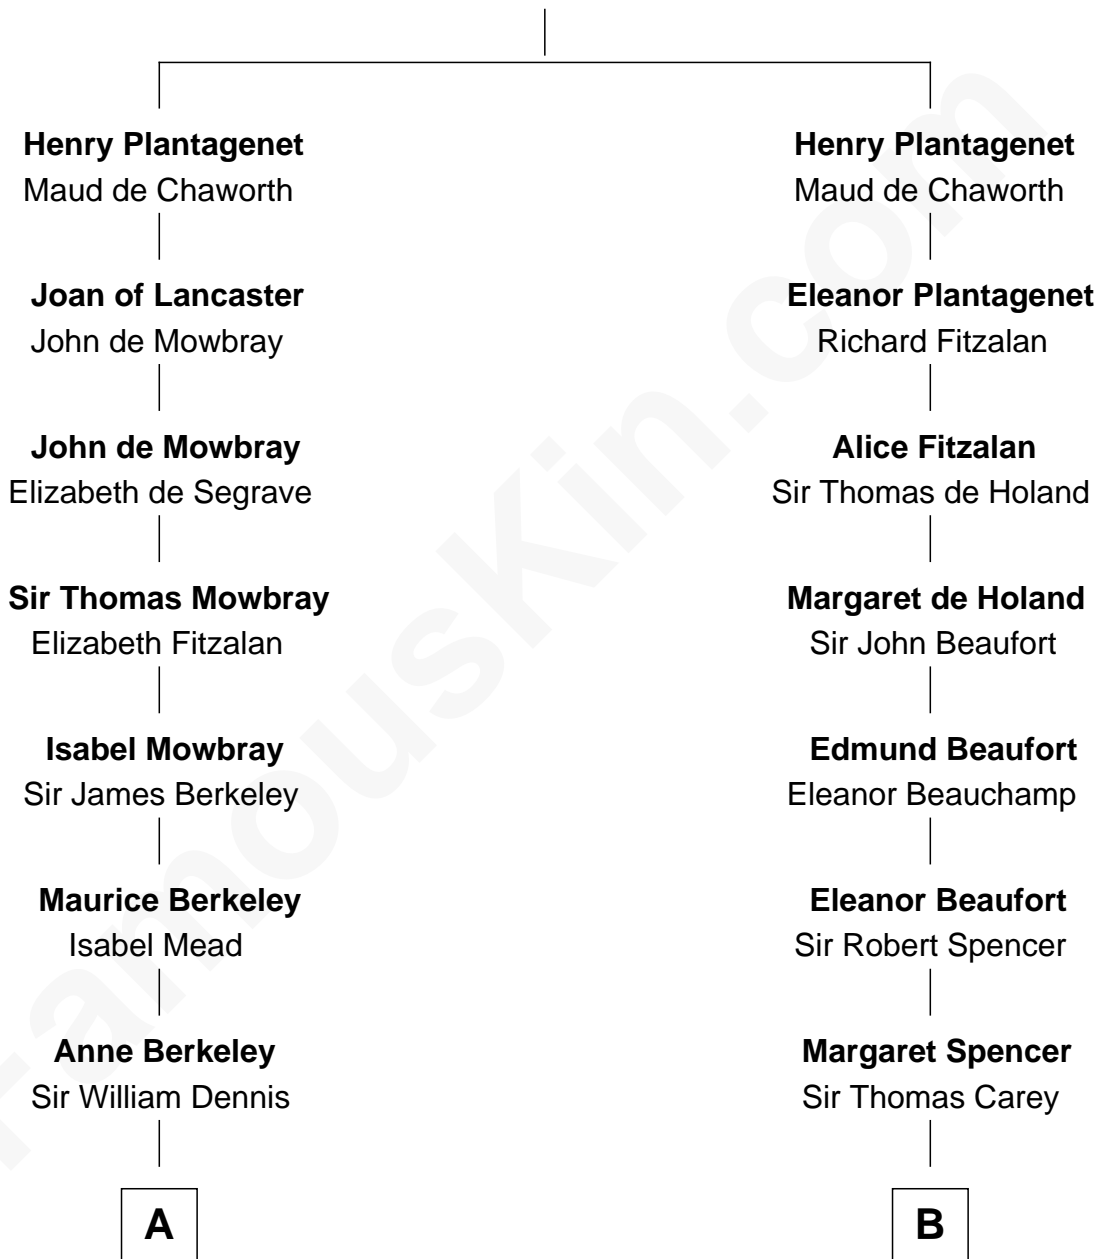 Henry Plantagenet
Maud de Chaworth
Joan of Lancaster
John de Mowbray
John de Mowbray
Elizabeth de Segrave
Sir Thomas Mowbray
Elizabeth Fitzalan
Isabel Mowbray
Sir James Berkeley
Maurice Berkeley
Isabel Mead
Anne Berkeley
Sir William Dennis
A
Henry Plantagenet
Maud de Chaworth
Eleanor Plantagenet
Richard Fitzalan
Alice Fitzalan
Sir Thomas de Holand
Margaret de Holand
Sir John Beaufort
Edmund Beaufort
Eleanor Beauchamp
Eleanor Beaufort
Sir Robert Spencer
Margaret Spencer
Sir Thomas Carey
B
FamousKin.com